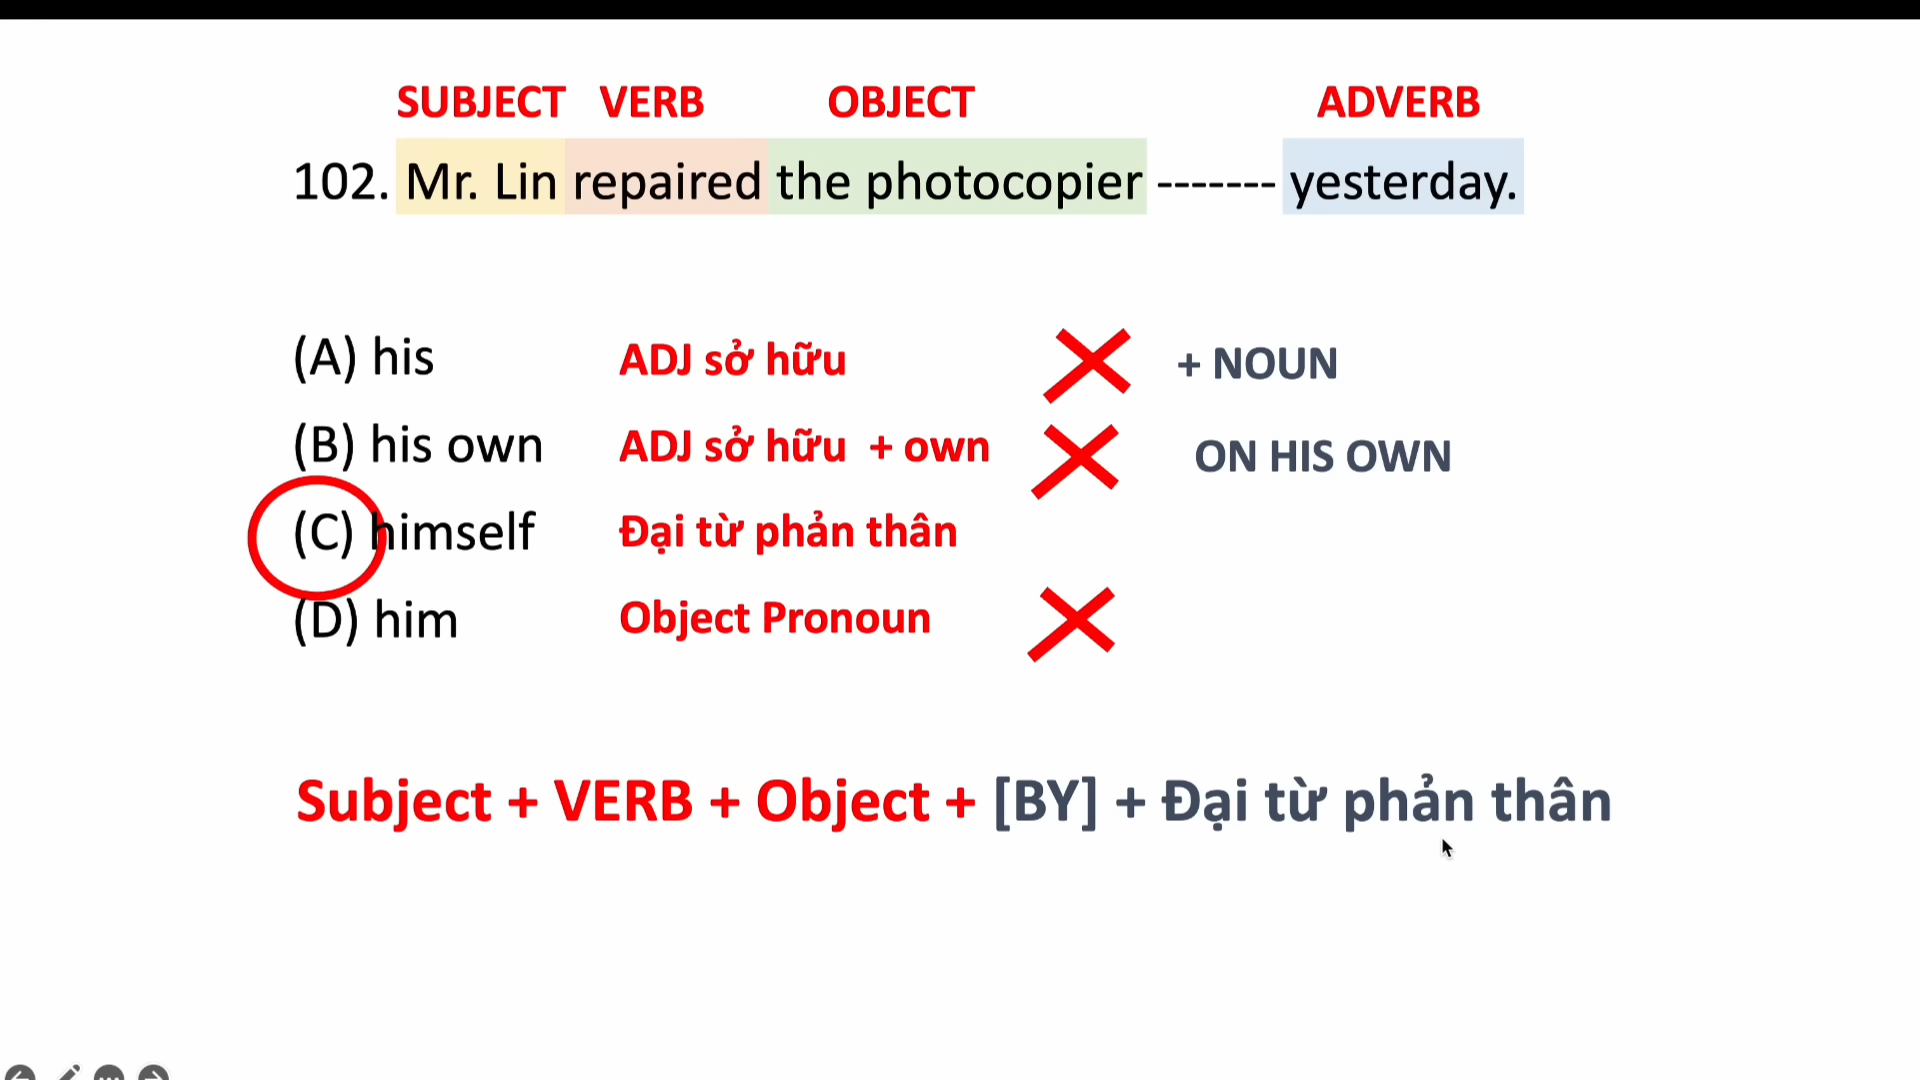 SUBJECT VERB OBJECT ADVERB
102. Mr. Lin repaired the photocopier ------- yesterday.
(A) his ADJ sở hữu + NOUN
(B) his own ADJ sở hữu + own ON HIS OWN
(C) himself Đại từ phản thân
(D) him Object Pronoun
Subject + VERB + Object + [BY] + Đại từ phản thân